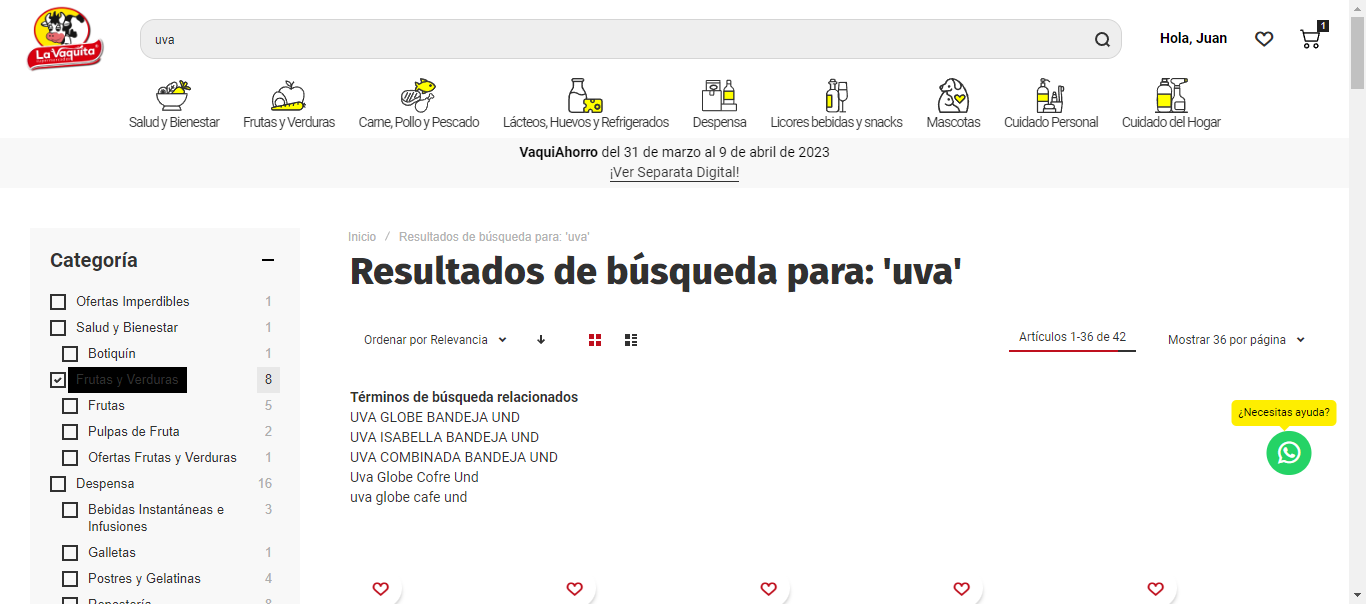 La Vaquita
uva
Hola, Juan
1
Salud y Bienestar
Frutas y Verduras
Carne, Pollo y Pescado
Lácteos, Huevos y Refrigerados
Despensa
Licores bebidas y snacks
Mascotas
Cuidado Personal
Cuidado del Hogar
VaquiAhorro del 31 de marzo al 9 de abril de 2023
¡Ver Separata Digital!
Categoría
Ofertas Imperdibles 1
Salud y Bienestar 1
Botiquín 1
Frutas y Verduras 8
Frutas 5
Pulpas de Fruta 2
Ofertas Frutas y Verduras 1
Despensa 16
Bebidas Instantáneas e 3
Infusiones
Galletas 1
Postres y Gelatinas 4
Repostería 8
Inicio / Resultados de búsqueda para: 'uva'
Resultados de búsqueda para: 'uva'
Ordenar por Relevancia
Artículos 1-36 de 42
Mostrar 36 por página
Términos de búsqueda relacionados
UVA GLOBE BANDEJA UND
UVA ISABELLA BANDEJA UND
UVA COMBINADA BANDEJA UND
Uva Globe Cofre Und
uva globe cafe und
¿Necesitas ayuda?